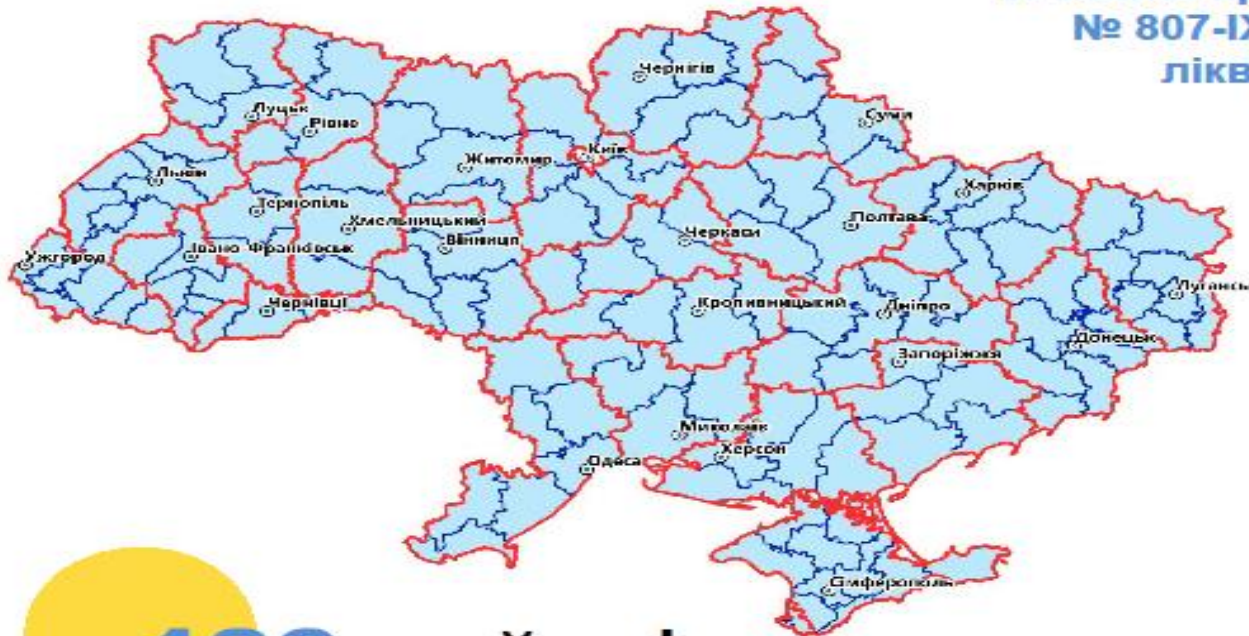 № 807-IX
лікв
Чернігів
Луцьк
Рівне
Суми
Київ
Житомир
Львів
Харків
Тернопіль
Хмельницький
Полтава
Черкаси
Вінниця
Івано-Франківськ
Ужгород
Луганськ
Чернівці
Кропивницький
Дніпро
Донецьк
Запоріжжя
Миколаїв
Херсон
Одеса
Сімферополь